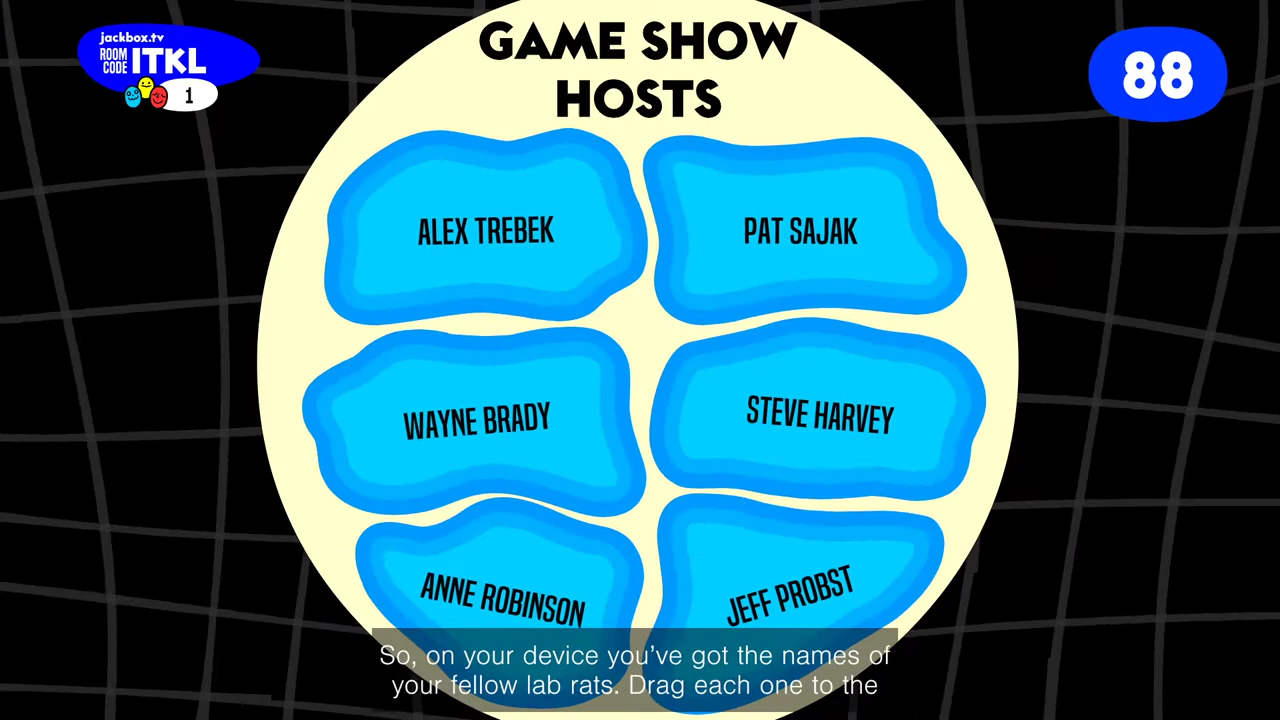 jackbox.tv
ROOM CODE ITKL
1
GAME SHOW
HOSTS
88
ALEX TREBEK
PAT SAJAK
WAYNE BRADY
STEVE HARVEY
ANNE ROBINSON
JEFF PROBST
So, on your device you've got the names of
your fellow lab rats. Drag each one to the